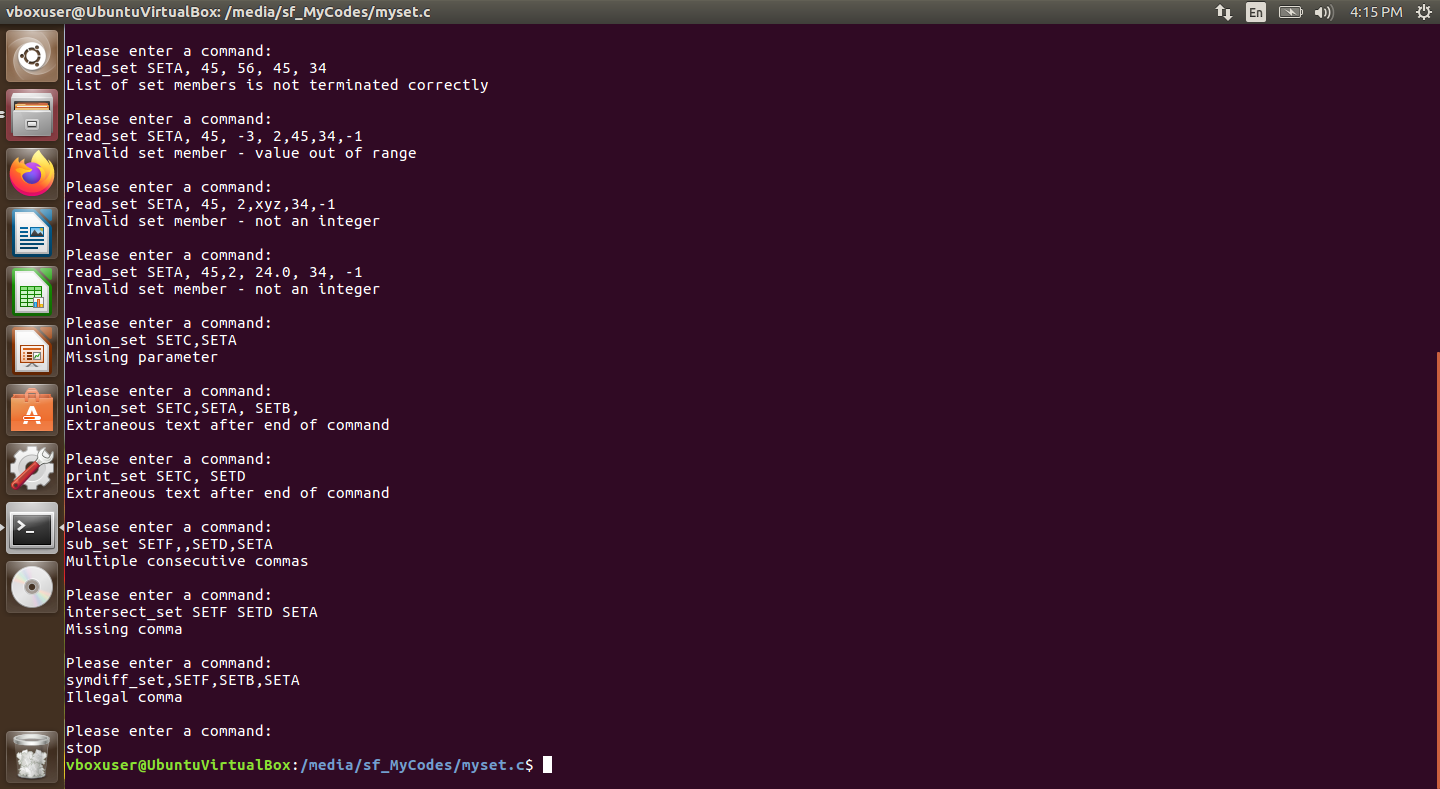 vboxuser@UbuntuVirtualBox: /media/sf_MyCodes/myset.c
En
4:15 PM
Please enter a command:
read_set SETA, 45, 56, 45, 34
List of set members is not terminated correctly
Please enter a command:
read_set SETA, 45, -3, 2,45,34,-1
Invalid set member - value out of range
Please enter a command:
read_set SETA, 45, 2,xyz,34,-1
Invalid set member - not an integer
Please enter a command:
read_set SETA, 45,2, 24.0, 34, -1
Invalid set member - not an integer
Please enter a command:
union_set SETC,SETA
Missing parameter
Please enter a command:
union_set SETC,SETA, SETB,
Extraneous text after end of command
Please enter a command:
print_set SETC, SETD
Extraneous text after end of command
Please enter a command:
sub_set SETF,,SETD,SETA
Multiple consecutive commas
Please enter a command:
intersect_set SETF SETD SETA
Missing comma
Please enter a command:
symdiff_set,SETF,SETB,SETA
Illegal comma
Please enter a command:
stop
vboxuser@UbuntuVirtualBox:/media/sf_MyCodes/myset.c$